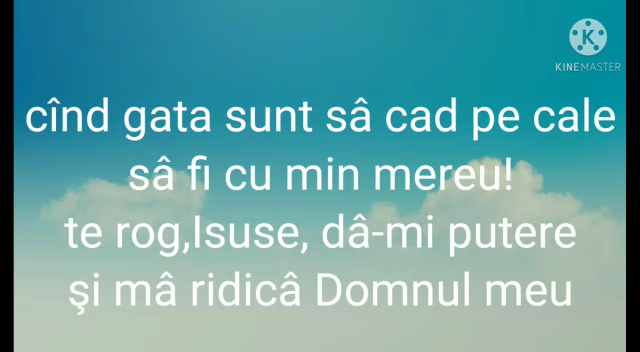 K
KINEMASTER
cînd gata sunt sâ cad pe cale
sâ fi cu min mereu!
te rog,Isuse, dâ-mi putere
şi mâ ridicâ Domnul meu